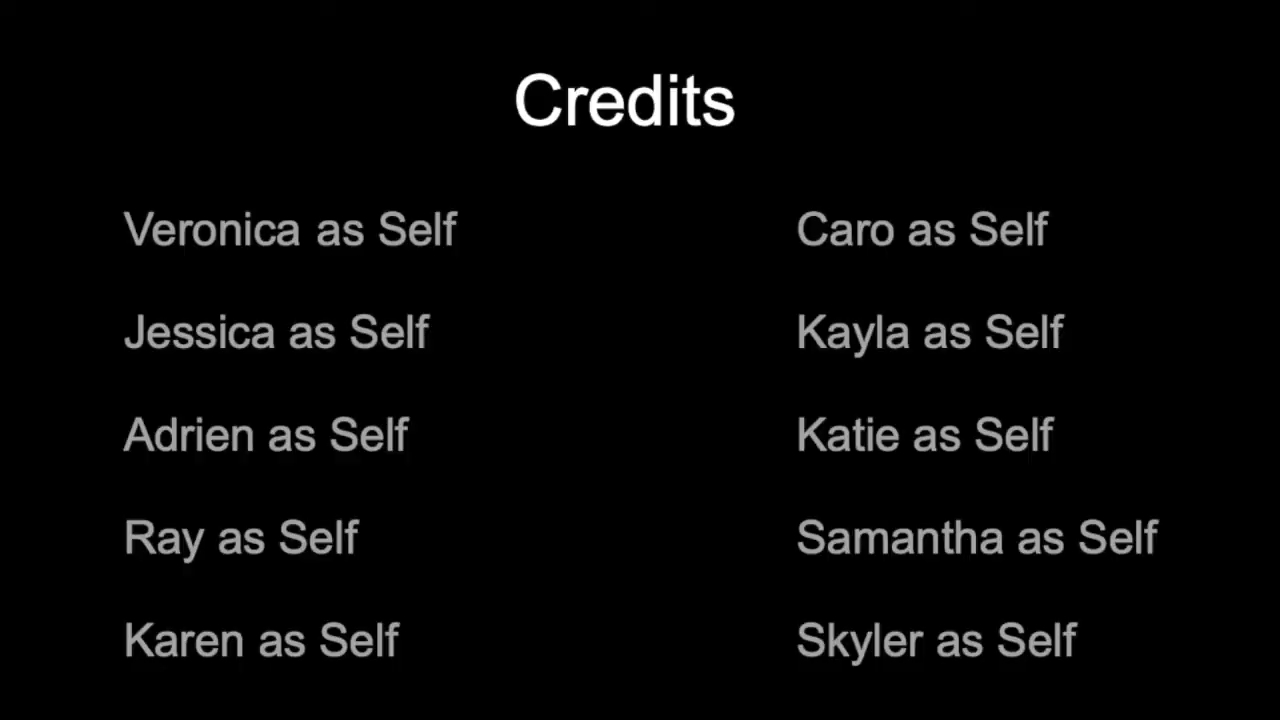 Credits
Veronica as Self
Jessica as Self
Adrien as Self
Ray as Self
Karen as Self
Caro as Self
Kayla as Self
Katie as Self
Samantha as Self
Skyler as Self